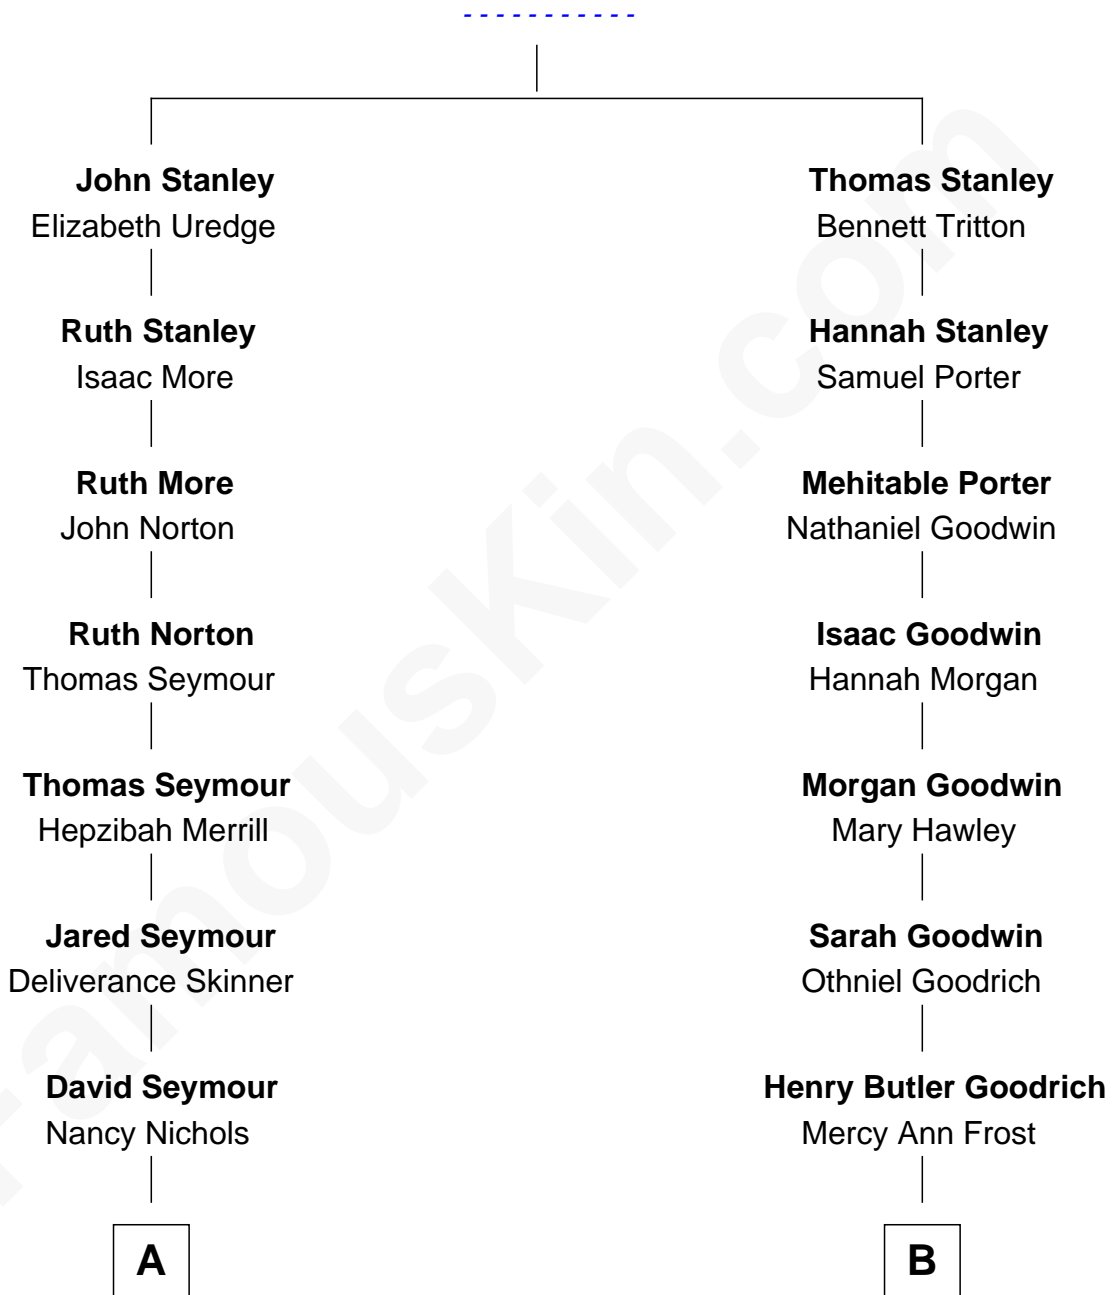 - - - - - - - - - - -
John Stanley
Elizabeth Uredge
Thomas Stanley
Bennett Tritton
Ruth Stanley
Isaac More
Hannah Stanley
Samuel Porter
Ruth More
John Norton
Mehitable Porter
Nathaniel Goodwin
Ruth Norton
Thomas Seymour
Isaac Goodwin
Hannah Morgan
Thomas Seymour
Hepzibah Merrill
Morgan Goodwin
Mary Hawley
Jared Seymour
Deliverance Skinner
Sarah Goodwin
Othniel Goodrich
David Seymour
Nancy Nichols
Henry Butler Goodrich
Mercy Ann Frost
A
B
FamousKin.com